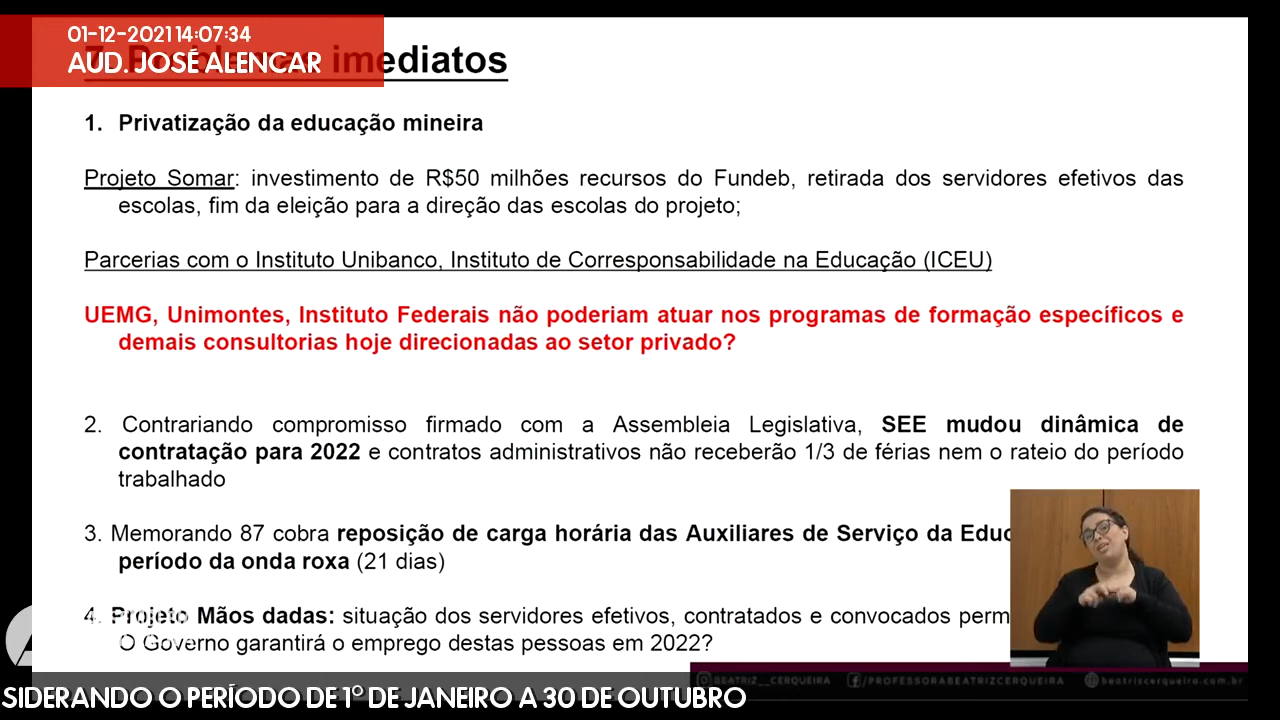 01-12-2021 14:07:34
AUD. JOSÉ ALENCAR
7. Problemas imediatos
1. Privatização da educação mineira
Projeto Somar: investimento de R$50 milhões recursos do Fundeb, retirada dos servidores efetivos das
escolas, fim da eleição para a direção das escolas do projeto;
Parcerias com o Instituto Unibanco, Instituto de Corresponsabilidade na Educação (ICEU)
UEMG, Unimontes, Instituto Federais não poderiam atuar nos programas de formação específicos e
demais consultorias hoje direcionadas ao setor privado?
2. Contrariando compromisso firmado com a Assembleia Legislativa, SEE mudou dinâmica de
contratação para 2022 e contratos administrativos não receberão 1/3 de férias nem o rateio do período
trabalhado
3. Memorando 87 cobra reposição de carga horária das Auxiliares de Serviço da Educ
período da onda roxa (21 dias)
4. Projeto Mãos dadas: situação dos servidores efetivos, contratados e convocados perm
O Governo garantirá o emprego destas pessoas em 2022?
BEATRIZ__CERQUEIRA /PROFESSORABEATRIZCERQUEIRA beatrizcerqueira.com.br
SIDERANDO O PERÍODO DE 1º DE JANEIRO A 30 DE OUTUBRO